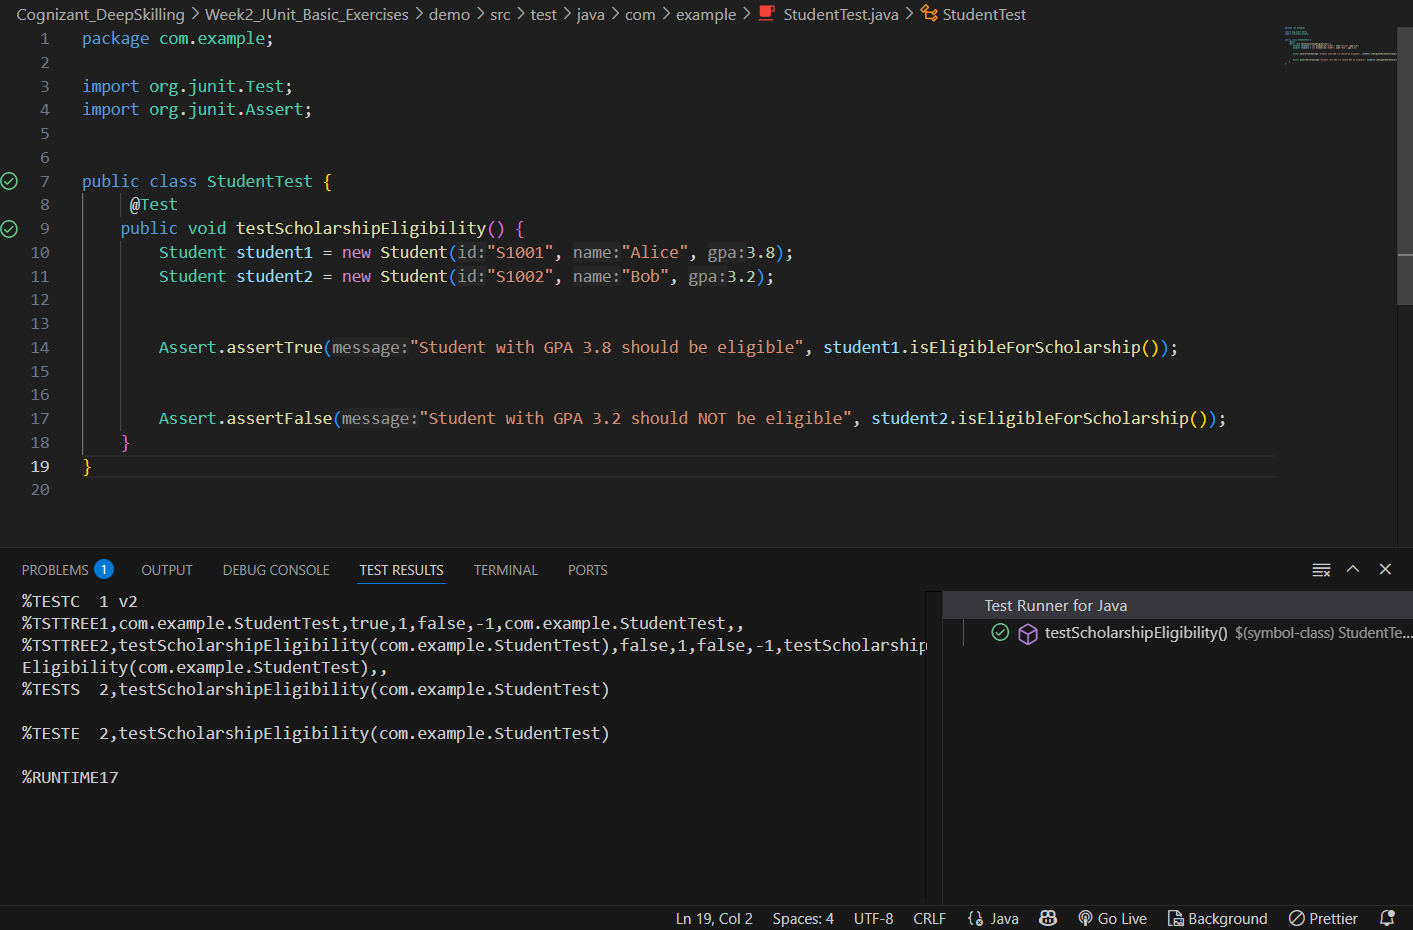 Cognizant_DeepSkilling > Week2_JUnit_Basic_Exercises > demo > src > test > java > com > example > StudentTest.java > StudentTest
1 package com.example;
2
3 import org.junit.Test;
4 import org.junit.Assert;
5
6
7 public class StudentTest {
8 @Test
9 public void testScholarshipEligibility() {
10 Student student1 = new Student(id:"S1001", name:"Alice", gpa:3.8);
11 Student student2 = new Student(id:"S1002", name:"Bob", gpa:3.2);
12
13
14 Assert.assertTrue(message:"Student with GPA 3.8 should be eligible", student1.isEligibleForScholarship());
15
16
17 Assert.assertFalse(message:"Student with GPA 3.2 should NOT be eligible", student2.isEligibleForScholarship());
18 }
19 }
20
PROBLEMS 1 OUTPUT DEBUG CONSOLE TEST RESULTS TERMINAL PORTS
%TESTC 1 v2
%TSTTREE1,com.example.StudentTest,true,1,false,-1,com.example.StudentTest,,
%TSTTREE2,testScholarshipEligibility(com.example.StudentTest),false,1,false,-1,testScholarship
Eligibility(com.example.StudentTest),,
%TESTS 2,testScholarshipEligibility(com.example.StudentTest)
%TESTE 2,testScholarshipEligibility(com.example.StudentTest)
%RUNTIME17
Test Runner for Java
testScholarshipEligibility() $(symbol-class) StudentTe...
Ln 19, Col 2 Spaces: 4 UTF-8 CRLF Java Go Live Background Prettier